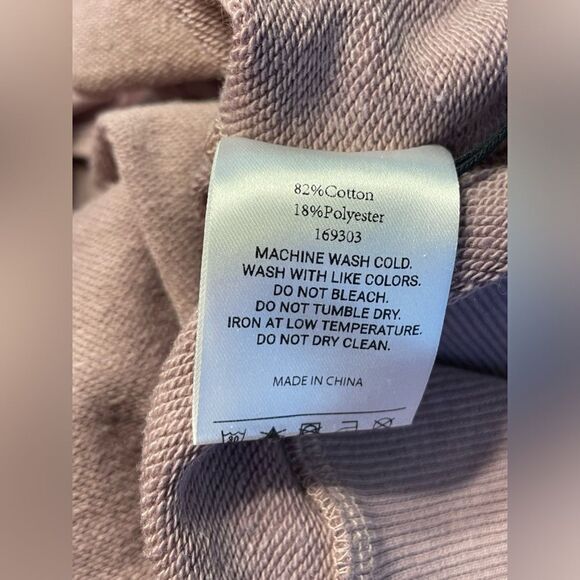 82%Cotton
18%Polyester
169303
MACHINE WASH COLD.
WASH WITH LIKE COLORS.
DO NOT BLEACH.
DO NOT TUMBLE DRY.
IRON AT LOW TEMPERATURE.
DO NOT DRY CLEAN.
MADE IN CHINA